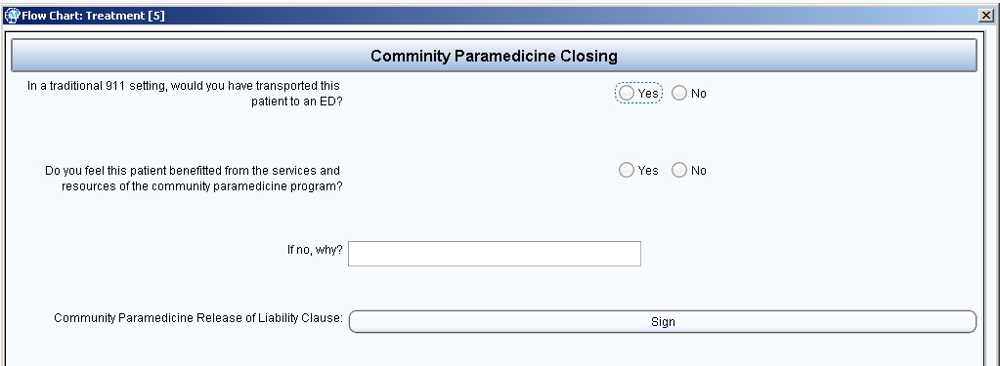 Flow Chart: Treatment [5]
Comminity Paramedicine Closing
In a traditional 911 setting, would you have transported this
patient to an ED?
Yes No
Do you feel this patient benefitted from the services and
resources of the community paramedicine program?
Yes No
If no, why?
Community Paramedicine Release of Liability Clause:
Sign